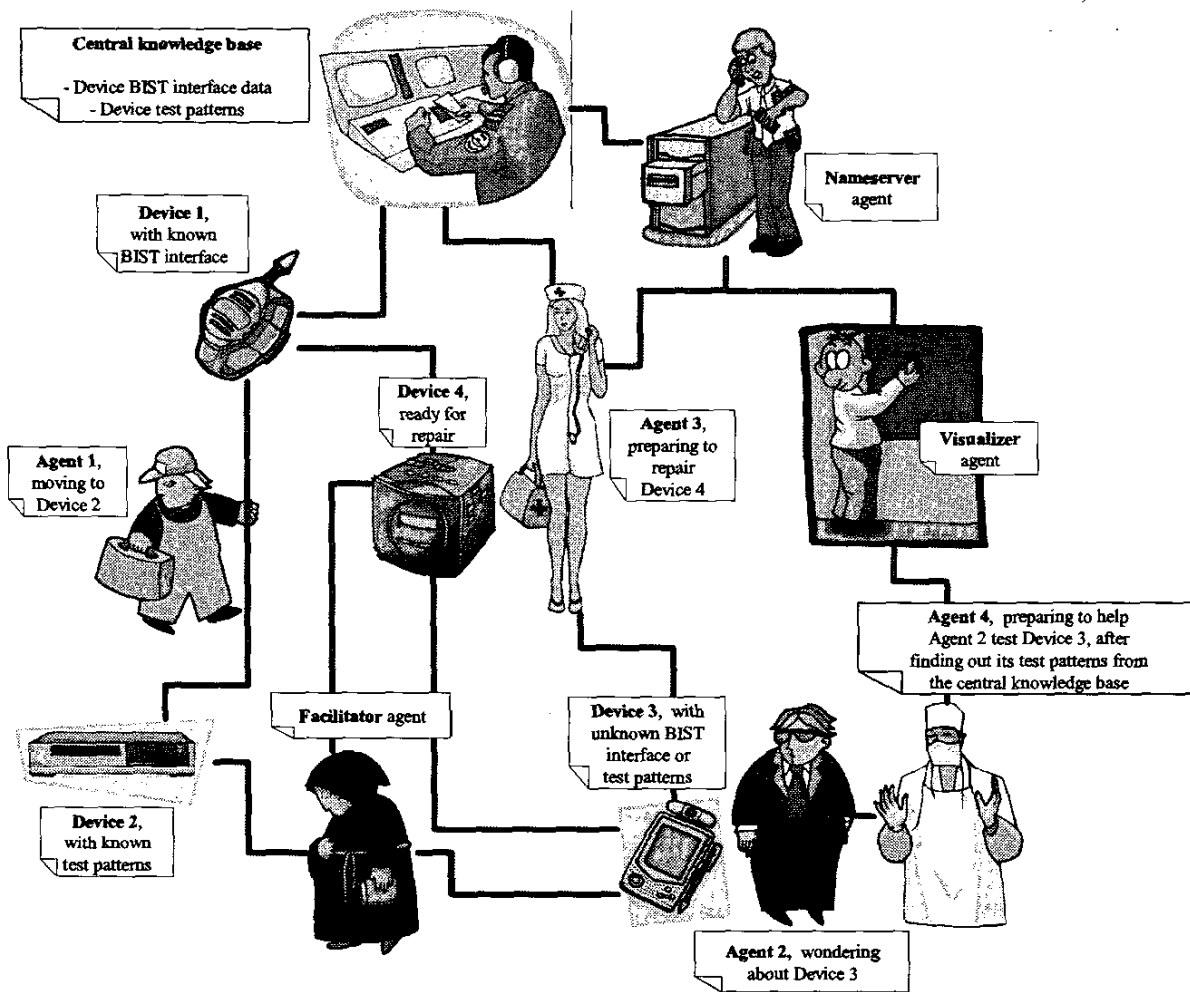 Central knowledge base
- Device BIST interface data
- Device test patterns
Nameserver
agent
Device 1,
with known
BIST interface
Device 4,
ready for
repair
Agent 3,
preparing to
repair
Device 4
Visualizer
agent
Agent 1,
moving to
Device 2
Agent 4, preparing to help
Agent 2 test Device 3, after
finding out its test patterns from
the central knowledge base
Facilitator agent
Device 3, with
unknown BIST
interface or
test patterns
Device 2,
with known
test patterns
Agent 2, wondering
about Device 3